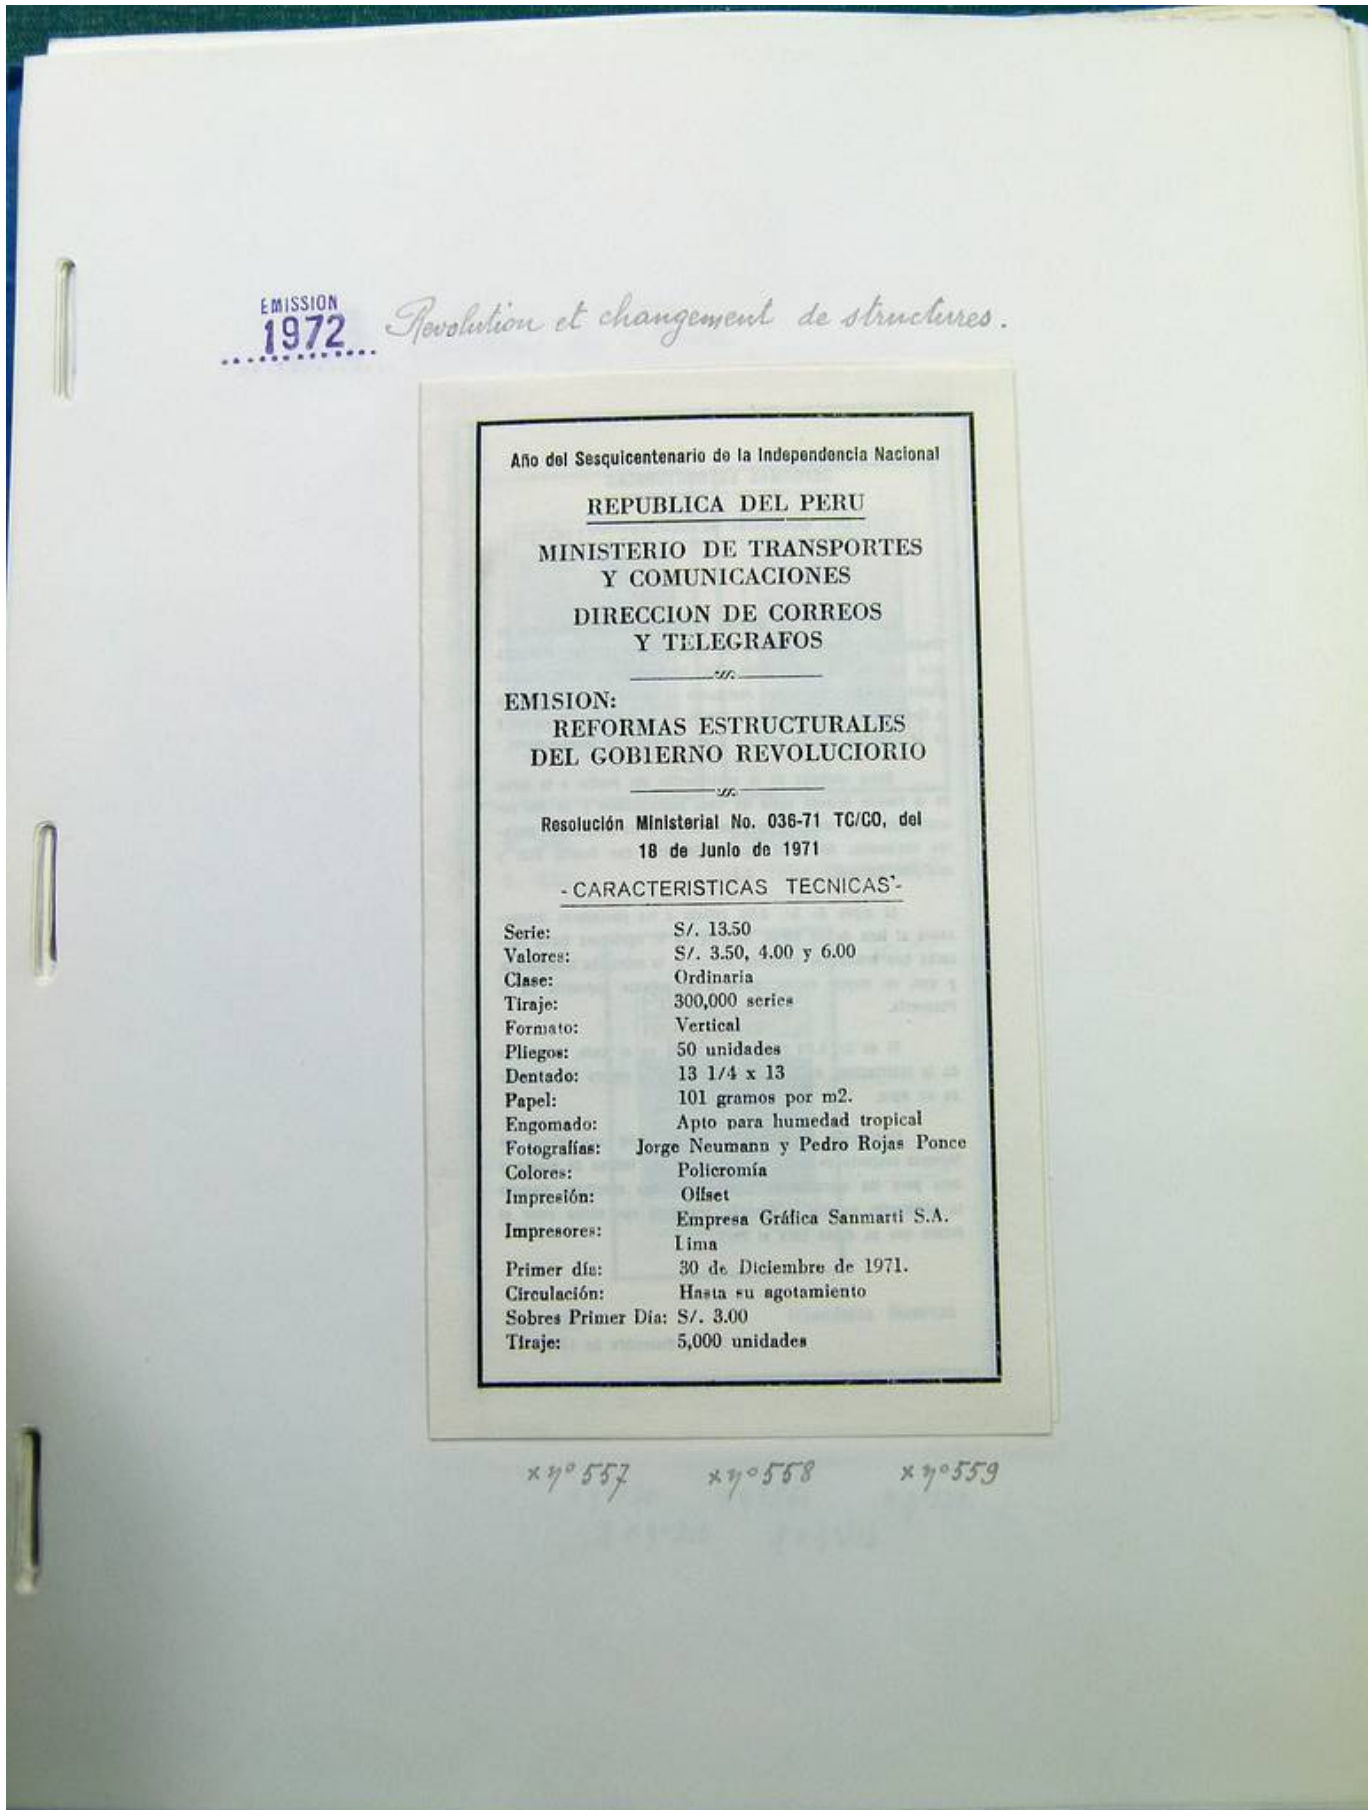 EMISSION
1972 Revolution et changement de structures.
Año del Sesquicentenario de la Independencia Nacional
REPUBLICA DEL PERU
MINISTERIO DE TRANSPORTES
Y COMUNICACIONES
DIRECCION DE CORREOS
Y TELEGRAFOS
EM1SION:
REFORMAS ESTRUCTURALES
DEL GOB1ERNO REVOLUCIORIO
Resolución Ministerial No. 036-71 TC/CO, del
18 de Junio de 1971
- CARACTERISTICAS TECNICAS'-
Serie: S/. 13.50
Valores: S/. 3.50, 4.00 y 6.00
Clase: Ordinaria
Tiraje: 300,000 series
Formato: Vertical
Pliegos: 50 unidades
Dentado: 13 1/4 x 13
Papel: 101 gramos por m2.
Engomado: Apto para humedad tropical
Fotografías: Jorge Neumann y Pedro Rojas Ponce
Colores: Policromía
Impresión: Offset
Impresores: Empresa Gráfica Sanmarti S.A.
Lima
Primer día: 30 de Diciembre de 1971.
Circulación: Hasta su agotamiento
Sobres Primer Día: S/. 3.00
Tiraje: 5,000 unidades
x nº 557 x nº 558 x nº 559